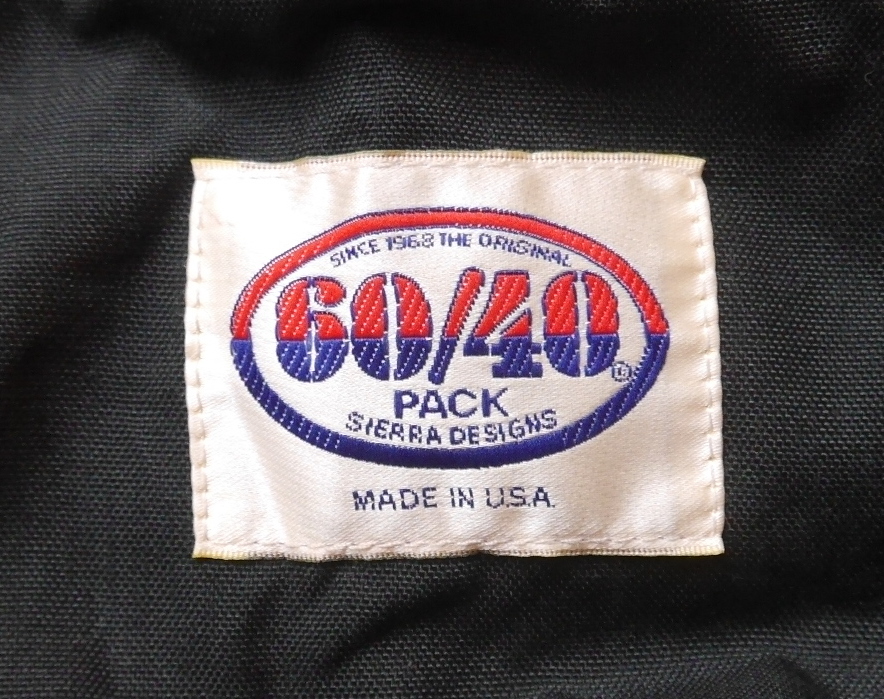 SINCE 1968 THE ORIGINAL
60/40®
PACK
SIERRA DESIGNS
MADE IN U.S.A.